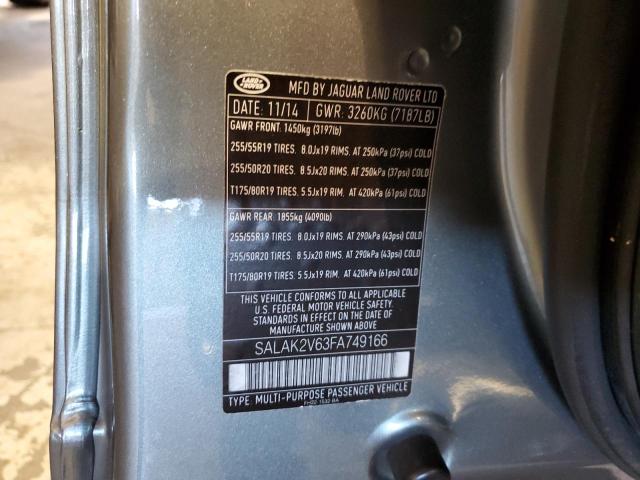 LAND ROVER
MFD BY JAGUAR LAND ROVER LTD
DATE: 11/14 GWR: 3260KG (7187LB)
GAWR FRONT: 1450kg (3197lb)
255/55R19 TIRES. 8.0Jx19 RIMS. AT 250kPa (37psi) COLD
255/50R20 TIRES. 8.5Jx20 RIMS. AT 250kPa (37psi) COLD
T175/80R19 TIRES. 5.5Jx19 RIM. AT 420kPa (61psi) COLD
GAWR REAR: 1855kg (4090lb)
255/55R19 TIRES. 8.0Jx19 RIMS. AT 290kPa (43psi) COLD
255/50R20 TIRES. 8.5Jx20 RIMS. AT 290kPa (43psi) COLD
T175/80R19 TIRES. 5.5Jx19 RIM. AT 420kPa (61psi) COLD
THIS VEHICLE CONFORMS TO ALL APPLICABLE
U.S. FEDERAL MOTOR VEHICLE SAFETY.
STANDARDS IN EFFECT ON THE DATE OF
MANUFACTURE SHOWN ABOVE.
SALAK2V63FA749166
TYPE: MULTI-PURPOSE PASSENGER VEHICLE